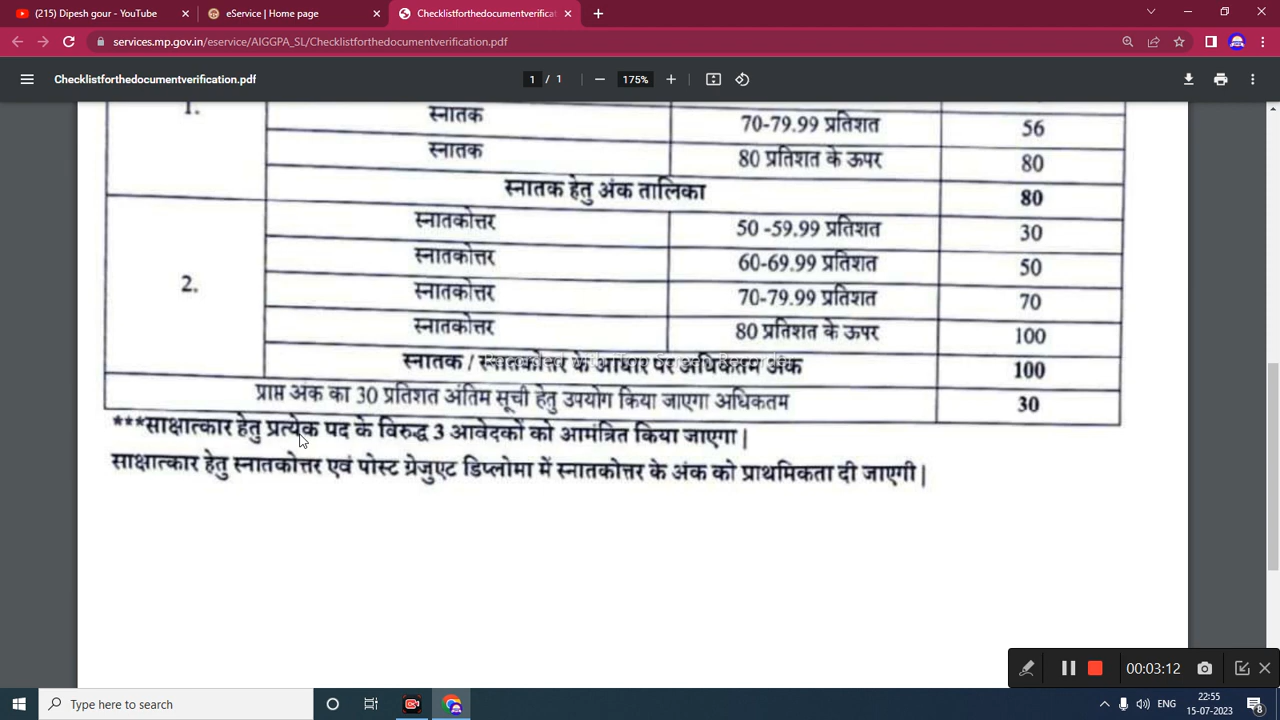 (215) Dipesh gour - YouTube
eService | Home page
Checklistforthedocumentverificat
services.mp.gov.in/eservice/AIGGPA_SL/Checklistforthedocumentverification.pdf
Checklistforthedocumentverification.pdf
1 / 1
175%
1.
स्नातक 70-79.99 प्रतिशत 56
स्नातक 80 प्रतिशत के ऊपर 80
स्नातक हेतु अंक तालिका 80
2.
स्नातकोत्तर 50 -59.99 प्रतिशत 30
स्नातकोत्तर 60-69.99 प्रतिशत 50
स्नातकोत्तर 70-79.99 प्रतिशत 70
स्नातकोत्तर 80 प्रतिशत के ऊपर 100
स्नातक / स्नातकोत्तर के आधार पर अधिकतम अंक 100
प्राप्त अंक का 30 प्रतिशत अंतिम सूची हेतु उपयोग किया जाएगा अधिकतम 30
***साक्षात्कार हेतु प्रत्येक पद के विरुद्ध 3 आवेदकों को आमंत्रित किया जाएगा |
साक्षात्कार हेतु स्नातकोत्तर एवं पोस्ट ग्रेजुएट डिप्लोमा में स्नातकोत्तर के अंक को प्राथमिकता दी जाएगी |
00:03:12
Type here to search
ENG
22:55
15-07-2023
8